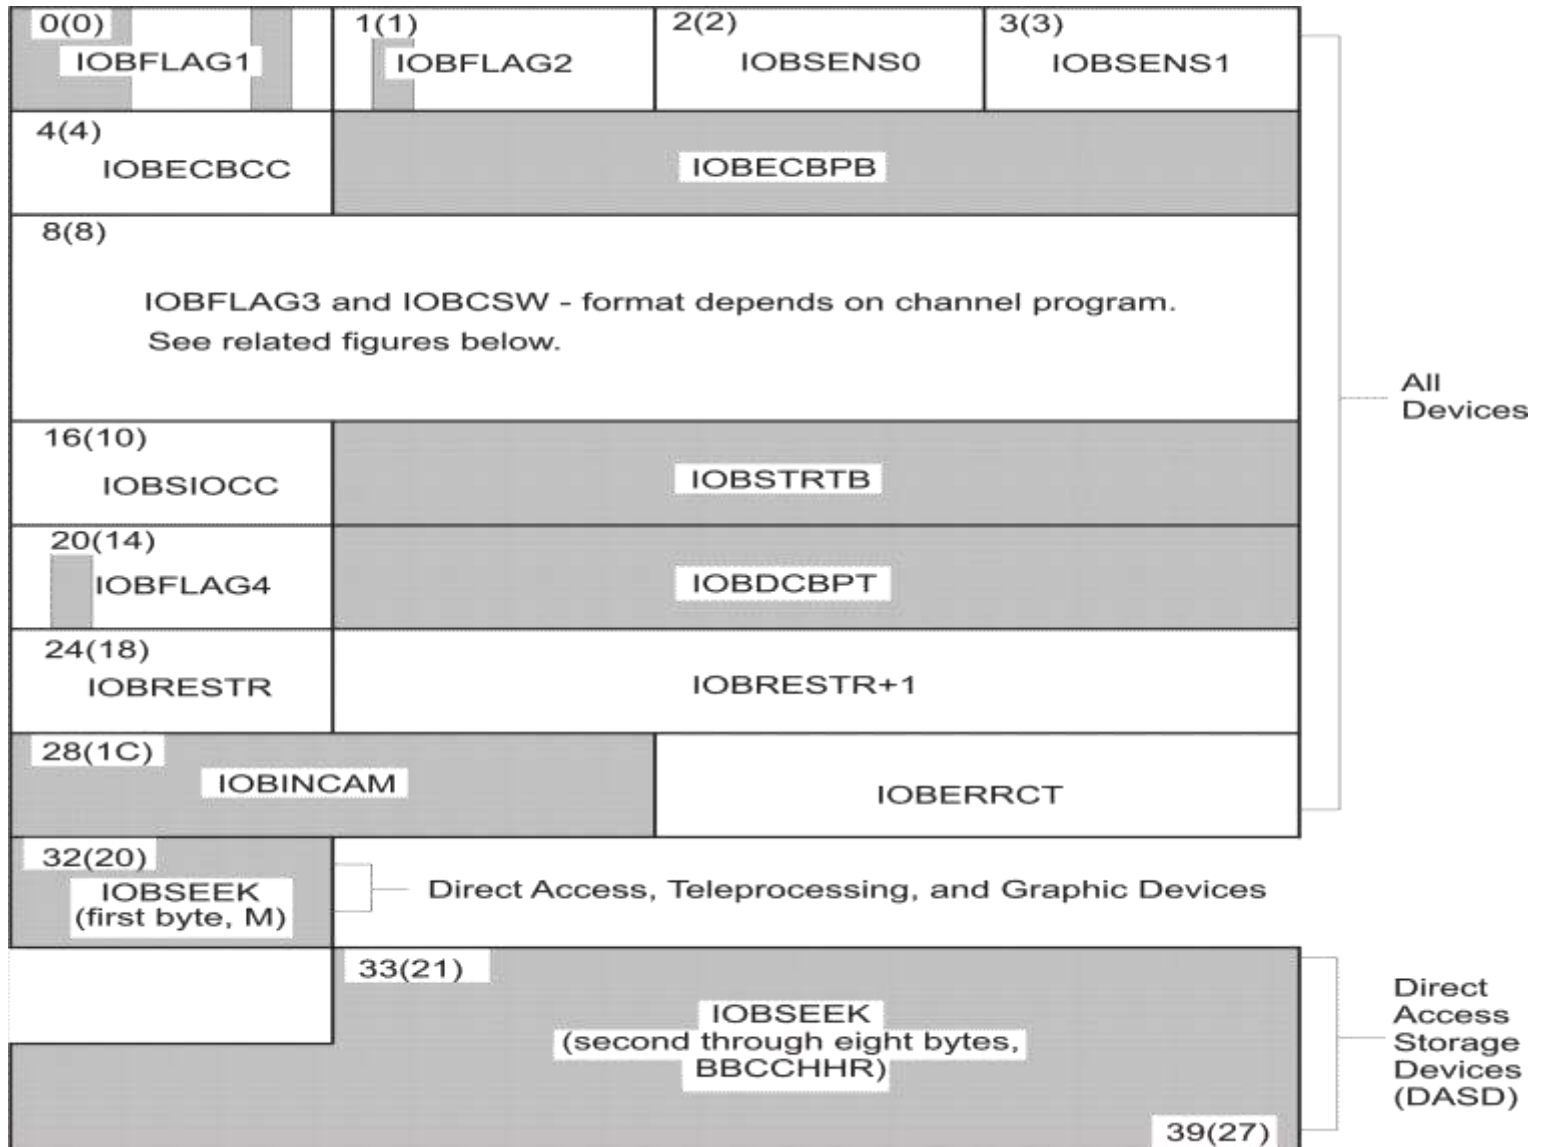 0(0)
IOBFLAG1
1(1)
IOBFLAG2
2(2)
IOBSENS0
3(3)
IOBSENS1
4(4)
IOBECBCC
IOBECBPB
8(8)
IOBFLAG3 and IOBCSW - format depends on channel program.
See related figures below.
All
Devices
16(10)
IOBSIOCC
IOBSTRTB
20(14)
IOBFLAG4
IOBDCBPT
24(18)
IOBRESTR
IOBRESTR+1
28(1C)
IOBINCAM
IOBERRCT
32(20)
IOBSEEK
(first byte, M)
Direct Access, Teleprocessing, and Graphic Devices
33(21)
IOBSEEK
(second through eight bytes,
BBCCHHR)
39(27)
Direct
Access
Storage
Devices
(DASD)